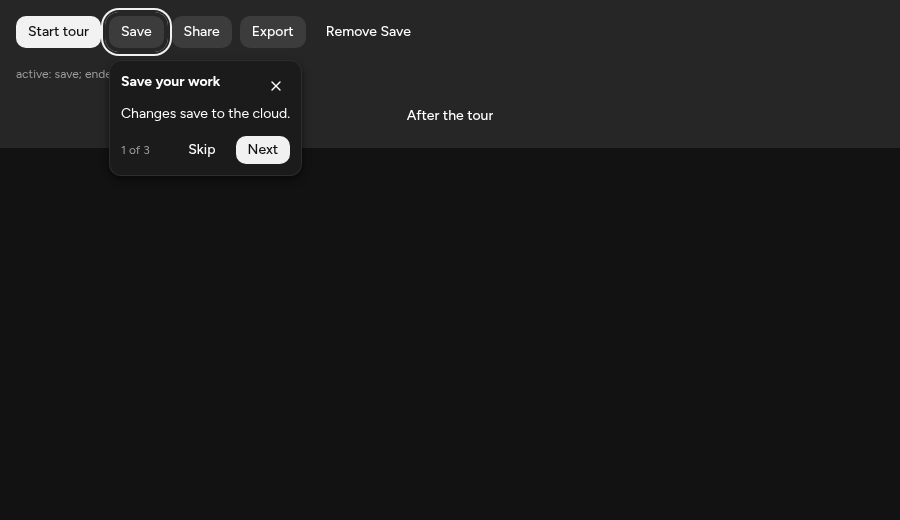 Start tour Save Share Export Remove Save
active: save;
Save your work
Changes save to the cloud.
After the tour
1 of 3 Skip Next